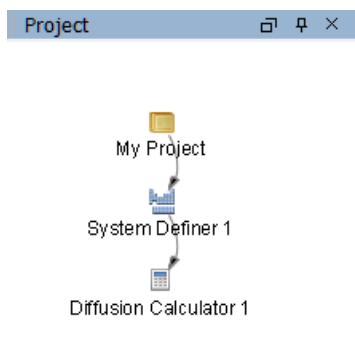 Project
My Project
System Definer 1
Diffusion Calculator 1